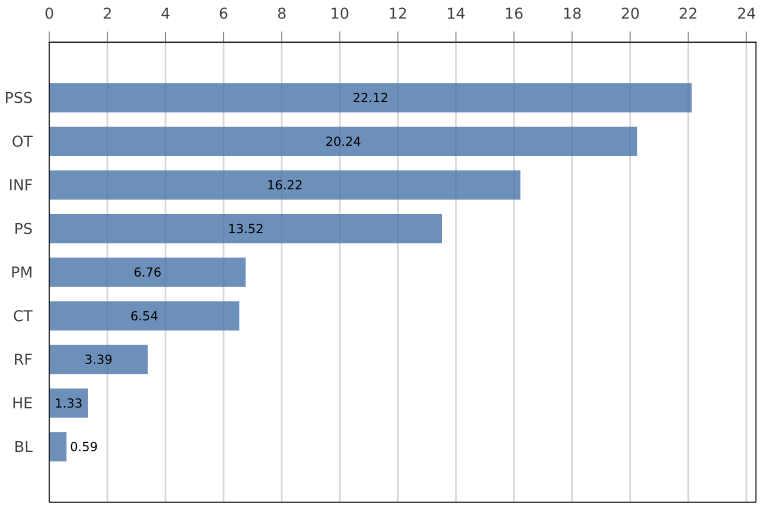 0 2 4 6 8 10 12 14 16 18 20 22 24
PSS 22.12
OT 20.24
INF 16.22
PS 13.52
PM 6.76
CT 6.54
RF 3.39
HE 1.33
BL 0.59